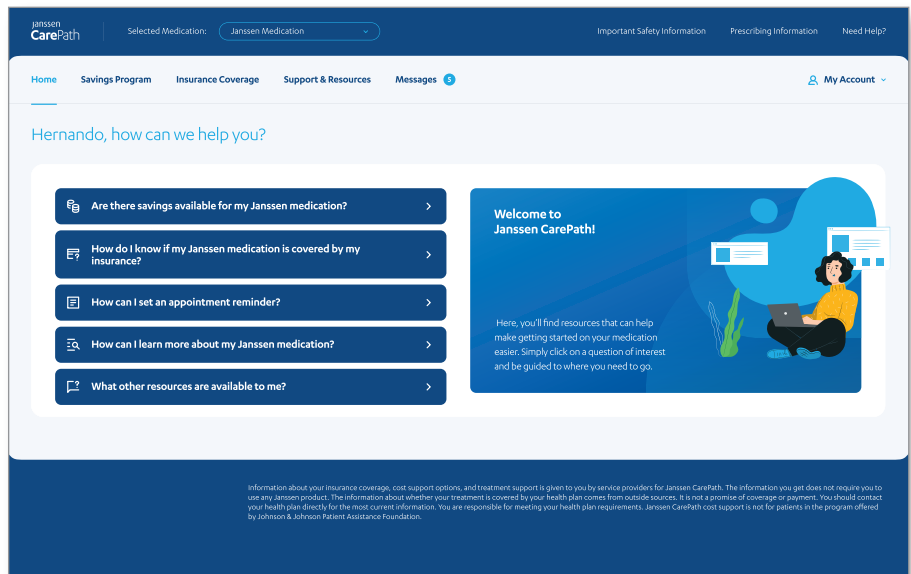 janssen
CarePath
Selected Medication:
Janssen Medication
Important Safety Information
Prescribing Information
Need Help?
Home
Savings Program
Insurance Coverage
Support & Resources
Messages
5
My Account
Hernando, how can we help you?
Are there savings available for my Janssen medication?
How do I know if my Janssen medication is covered by my
insurance?
How can I set an appointment reminder?
How can I learn more about my Janssen medication?
What other resources are available to me?
Welcome to
Janssen CarePath!
Here, you'll find resources that can help
make getting started on your medication
easier. Simply click on a question of interest
and be guided to where you need to go.
Information about your insurance coverage, cost support options, and treatment support is given to you by service providers for Janssen CarePath. The information you get does not require you to
use any Janssen product. The information about whether your treatment is covered by your health plan comes from outside sources. It is not a promise of coverage or payment. You should contact
your health plan directly for the most current information. You are responsible for meeting your health plan requirements. Janssen CarePath cost support is not for patients in the program offered
by Johnson & Johnson Patient Assistance Foundation.